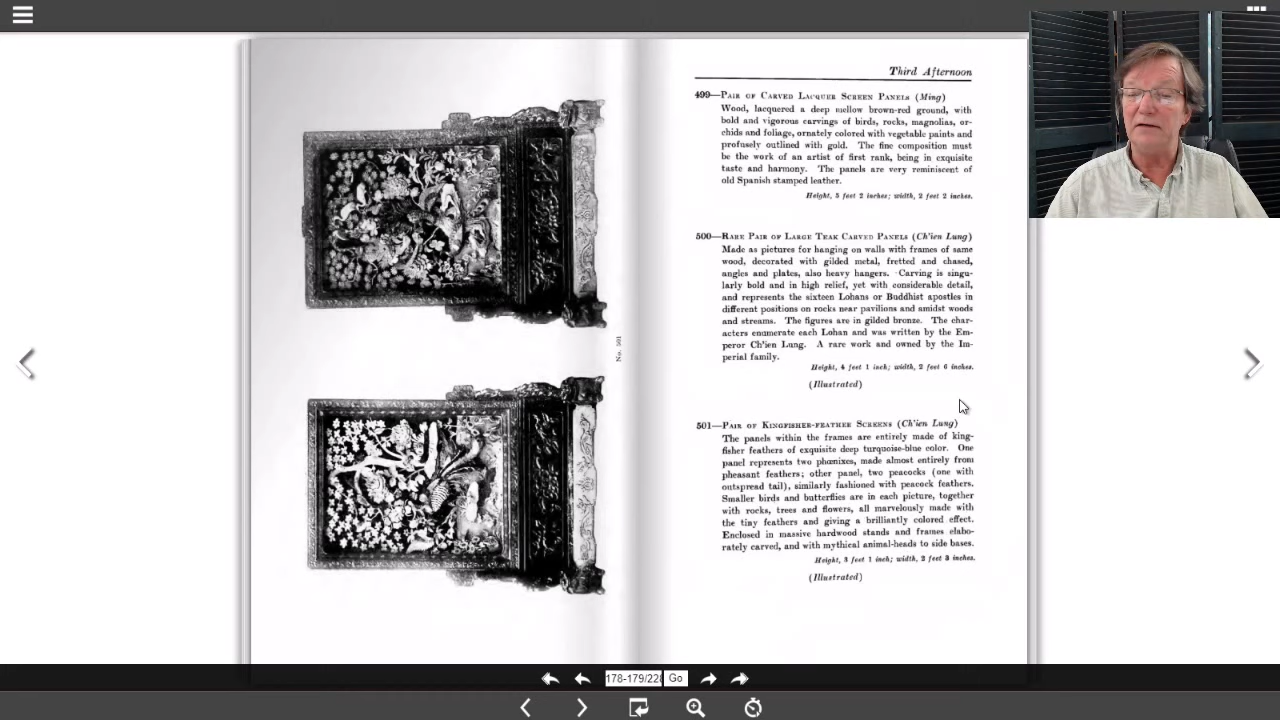 Third Afternoon
499—Pair of Carved Lacquer Screen Panels (Ming)
Wood, lacquered a deep mellow brown-red ground, with
bold and vigorous carvings of birds, rocks, magnolias, or-
chids and foliage, ornately colored with vegetable paints and
profusely outlined with gold. The fine composition must
be the work of an artist of first rank, being in exquisite
taste and harmony. The panels are very reminiscent of
old Spanish stamped leather.
Height, 5 feet 2 inches; width, 2 feet 2 inches.
500—Rare Pair of Large Teak Carved Panels (Ch'ien Lung)
Made as pictures for hanging on walls with frames of same
wood, decorated with gilded metal, fretted and chased,
angles and plates, also heavy hangers. Carving is singu-
larly bold and in high relief, yet with considerable detail,
and represents the sixteen Lohans or Buddhist apostles in
different positions on rocks near pavilions and amidst woods
and streams. The figures are in gilded bronze. The char-
acters enumerate each Lohan and was written by the Em-
peror Ch'ien Lung. A rare work and owned by the Im-
perial family.
Height, 4 feet 1 inch; width, 2 feet 6 inches.
(Illustrated)
501—Pair of Kingfisher-feather Screens (Ch'ien Lung)
The panels within the frames are entirely made of king-
fisher feathers of exquisite deep turquoise-blue color. One
panel represents two phœnixes, made almost entirely from
pheasant feathers; other panel, two peacocks (one with
outspread tail), similarly fashioned with peacock feathers.
Smaller birds and butterflies are in each picture, together
with rocks, trees and flowers, all marvelously made with
the tiny feathers and giving a brilliantly colored effect.
Enclosed in massive hardwood stands and frames elabo-
rately carved, and with mythical animal-heads to side bases.
Height, 3 feet 1 inch; width, 2 feet 3 inches.
(Illustrated)
No. 501
178-179/228 Go